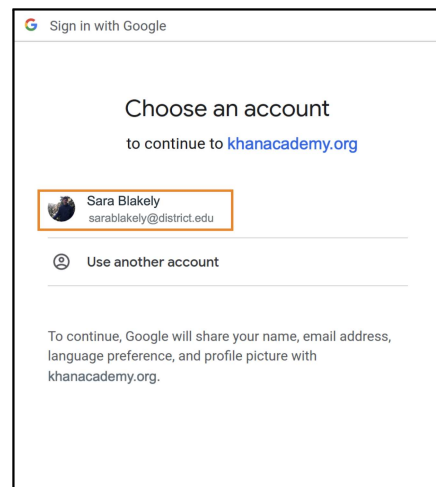 Sign in with Google
Choose an account
to continue to khanacademy.org
Sara Blakely
sarablakely@district.edu
Use another account
To continue, Google will share your name, email address,
language preference, and profile picture with
khanacademy.org.